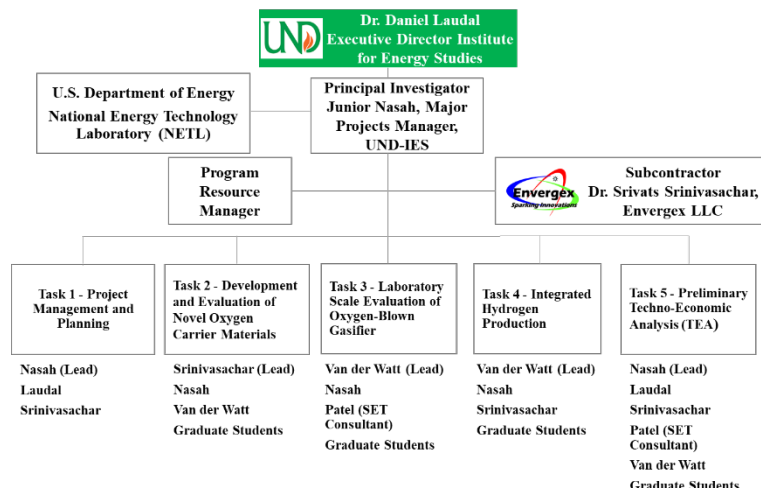 UND
Dr. Daniel Laudal
Executive Director Institute
for Energy Studies
U.S. Department of Energy
National Energy Technology
Laboratory (NETL)
Principal Investigator
Junior Nasah, Major
Projects Manager,
UND-IES
Program
Resource
Manager
Envergex
Sparking Innovations
Subcontractor
Dr. Srivats Srinivasachar,
Envergex LLC
Task 1 - Project
Management and
Planning
Nasah (Lead)
Laudal
Srinivasachar
Task 2 - Development
and Evaluation of
Novel Oxygen
Carrier Materials
Srinivasachar (Lead)
Nasah
Van der Watt
Graduate Students
Task 3 - Laboratory
Scale Evaluation of
Oxygen-Blown
Gasifier
Van der Watt (Lead)
Nasah
Patel (SET
Consultant)
Graduate Students
Task 4 - Integrated
Hydrogen
Production
Van der Watt (Lead)
Nasah
Srinivasachar
Graduate Students
Task 5 - Preliminary
Techno-Economic
Analysis (TEA)
Nasah (Lead)
Laudal
Srinivasachar
Patel (SET
Consultant)
Van der Watt
Graduate Students